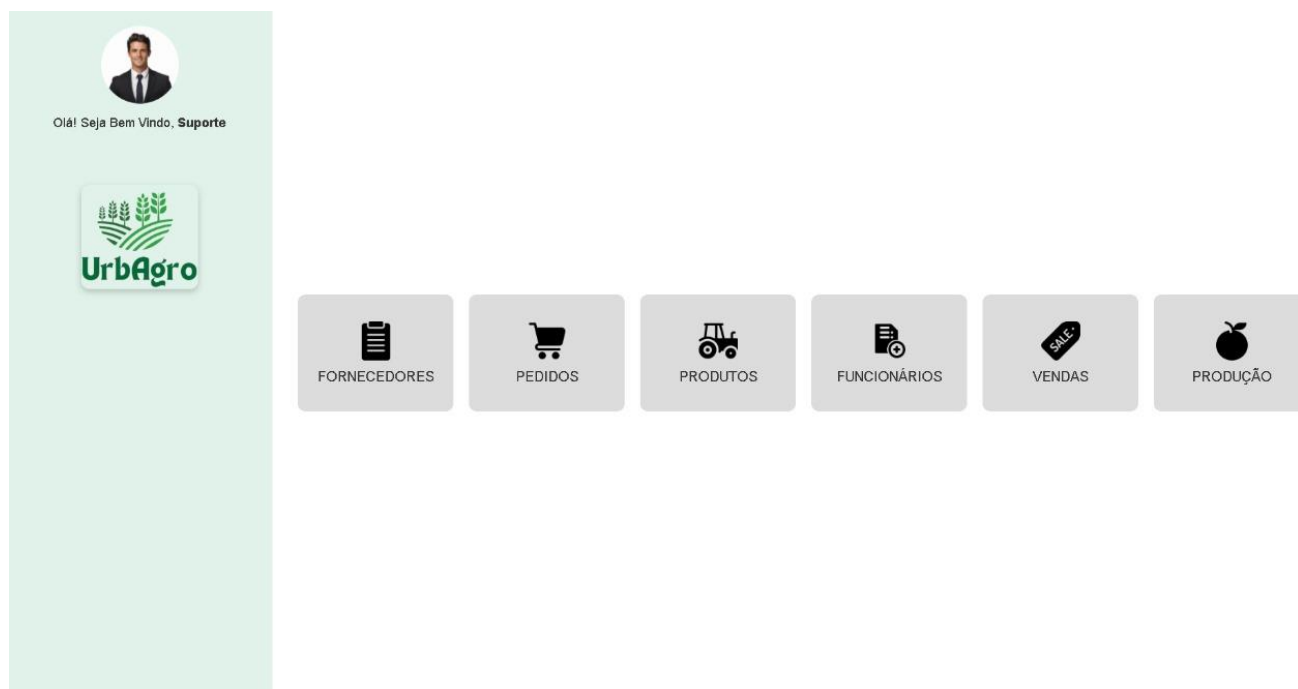 Olá! Seja Bem Vindo, Suporte
UrbAgro
FORNECEDORES
PEDIDOS
PRODUTOS
FUNCIONÁRIOS
SALE
VENDAS
PRODUÇÃO